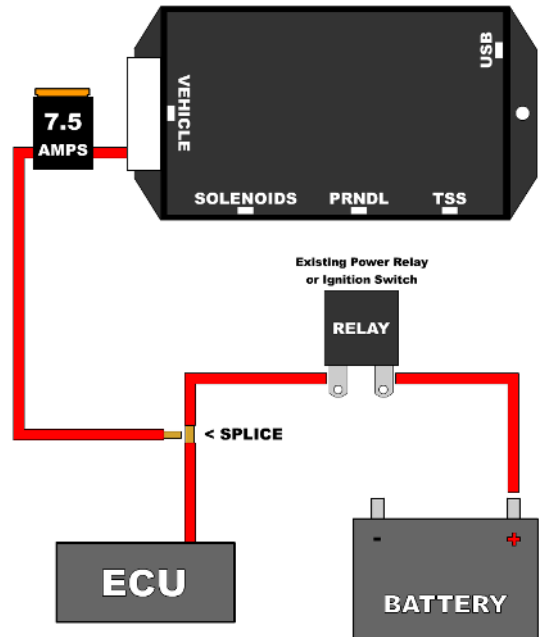 USB
VEHICLE
7.5
AMPS
SOLENOIDS
PRNDL
TSS
Existing Power Relay
or Ignition Switch
RELAY
< SPLICE
ECU
- +
BATTERY